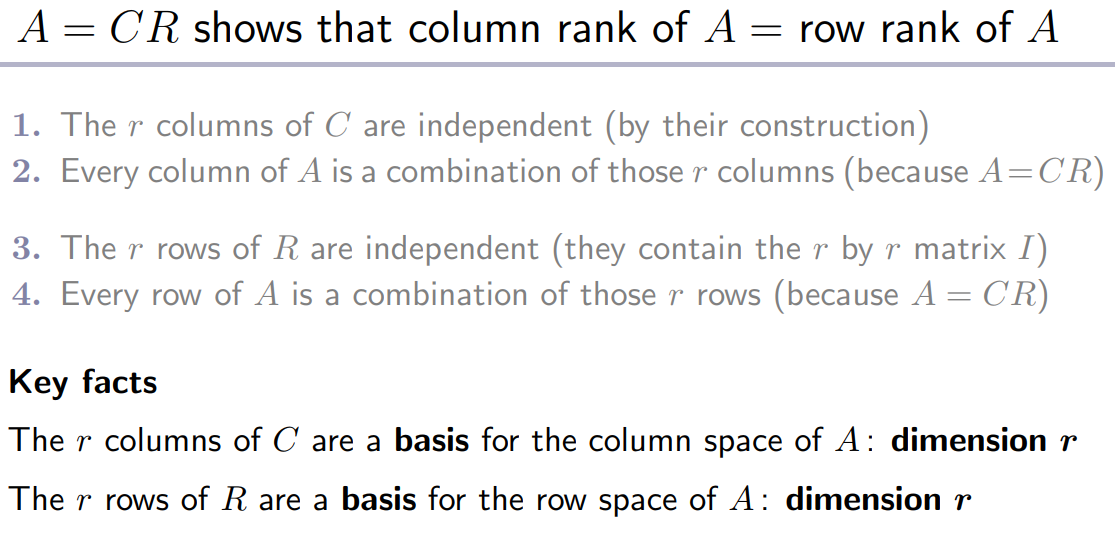 A = CR shows that column rank of A = row rank of A
1. The r columns of C are independent (by their construction)
2. Every column of A is a combination of those r columns (because A=CR)
3. The r rows of R are independent (they contain the r by r matrix I)
4. Every row of A is a combination of those r rows (because A = CR)
Key facts
The r columns of C are a basis for the column space of A: dimension r
The r rows of R are a basis for the row space of A: dimension r